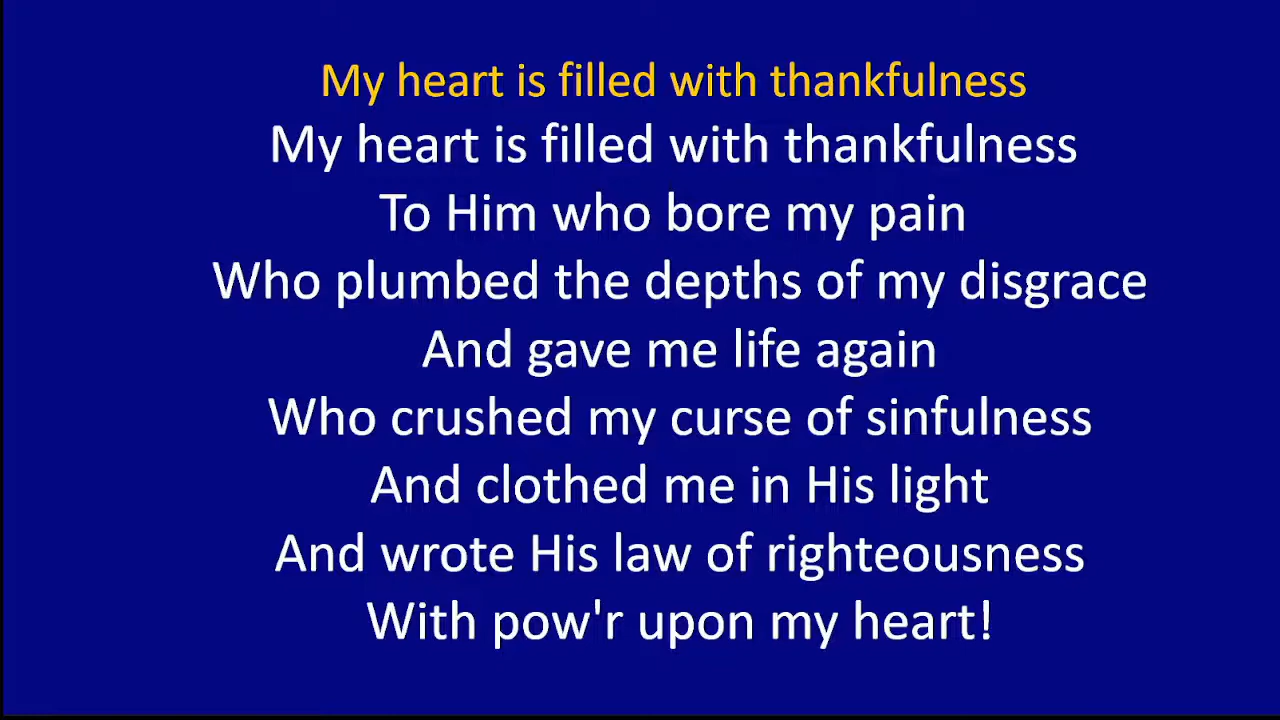 My heart is filled with thankfulness
My heart is filled with thankfulness
To Him who bore my pain
Who plumbed the depths of my disgrace
And gave me life again
Who crushed my curse of sinfulness
And clothed me in His light
And wrote His law of righteousness
With pow'r upon my heart!